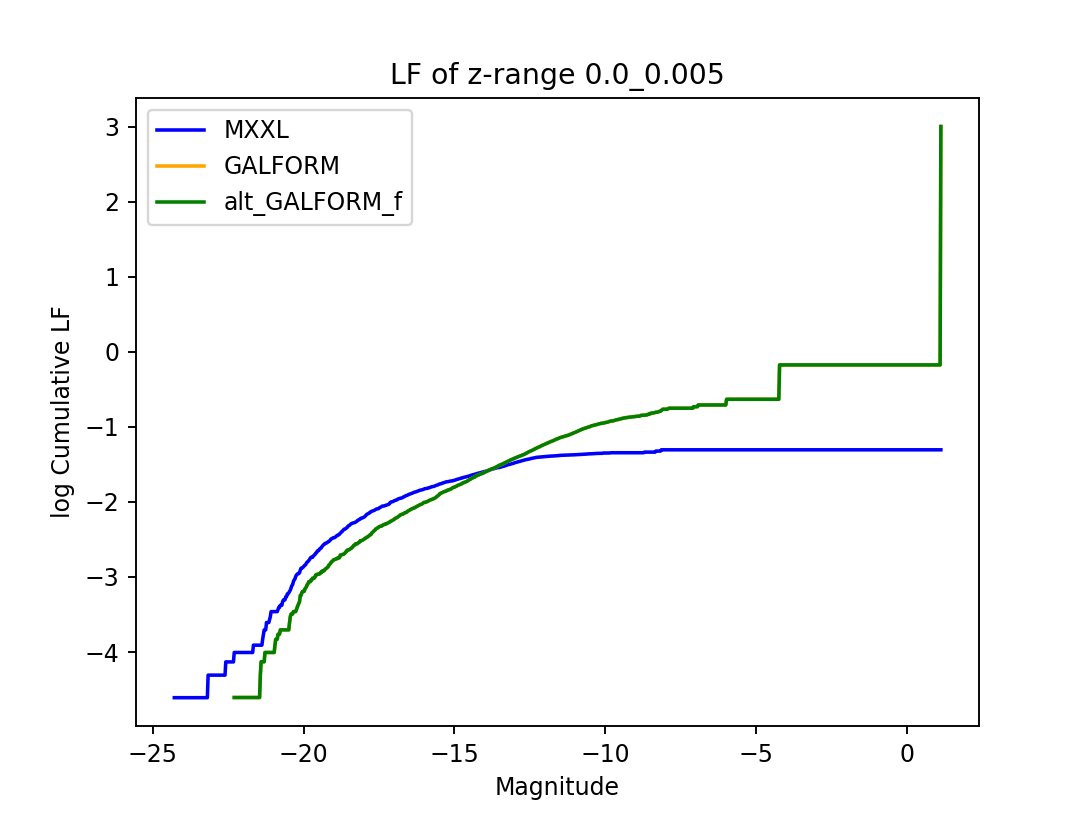 LF of z-range 0.0_0.005
MXXL
GALFORM
alt_GALFORM_f
log Cumulative LF
3
2
1
0
−1
−2
−3
−4
−25
−20
−15
−10
−5
0
Magnitude